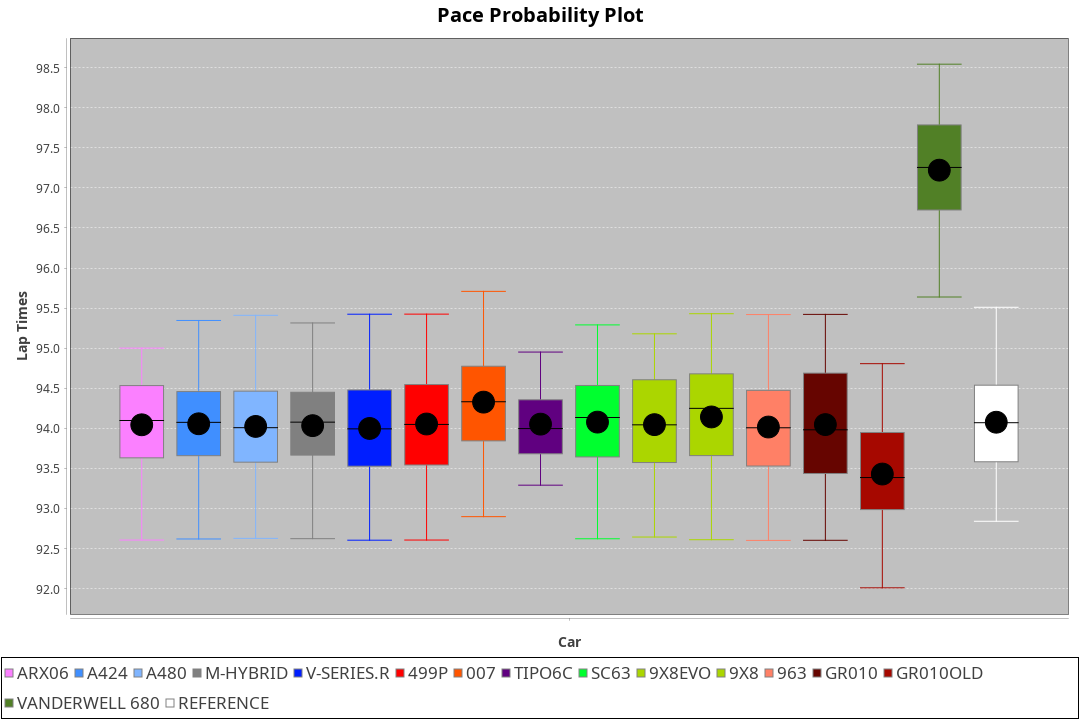 Pace Probability Plot
98.5
98.0
97.5
97.0
96.5
96.0
95.5
95.0
94.5
94.0
93.5
93.0
92.5
92.0
Lap Times
Car
ARX06 A424 A480 M-HYBRID V-SERIES.R 499P 007 TIPO6C SC63 9X8EVO 9X8 963 GR010 GR010OLD
VANDERWELL 680 REFERENCE